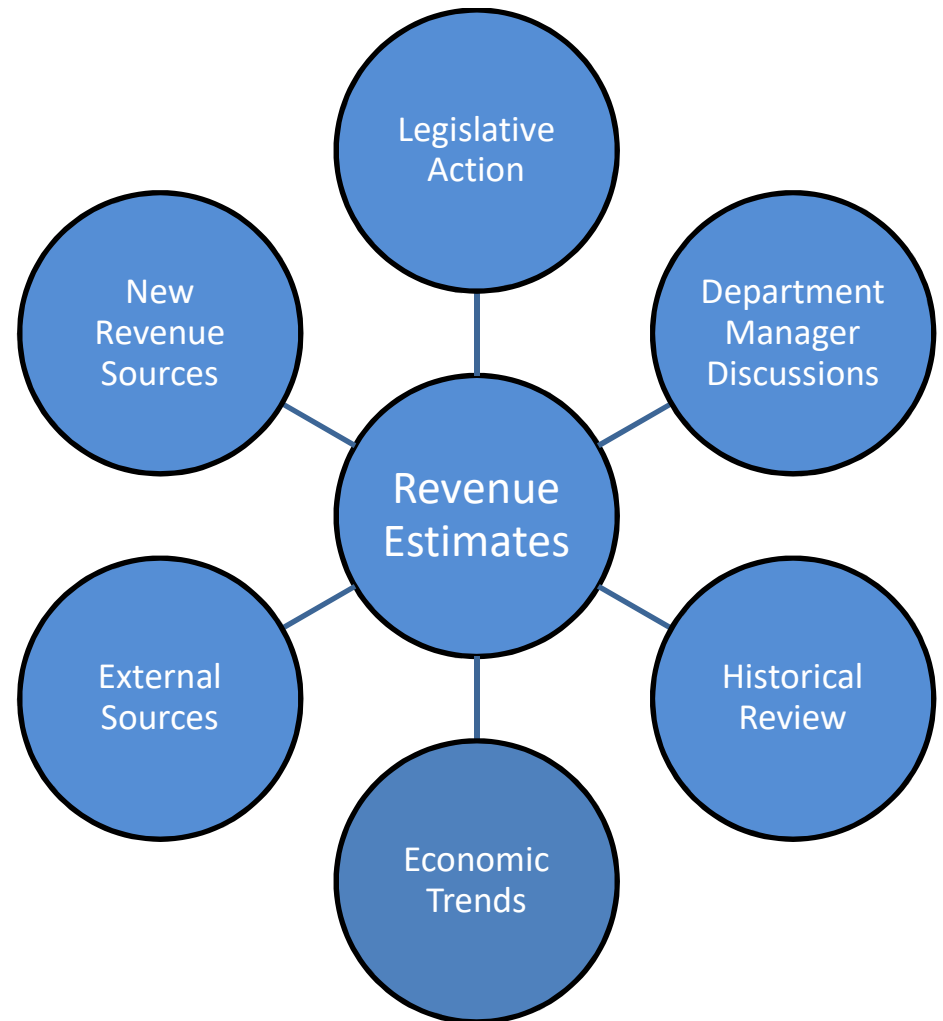 Legislative
Action
New
Revenue
Sources
Department
Manager
Discussions
Revenue
Estimates
External
Sources
Historical
Review
Economic
Trends